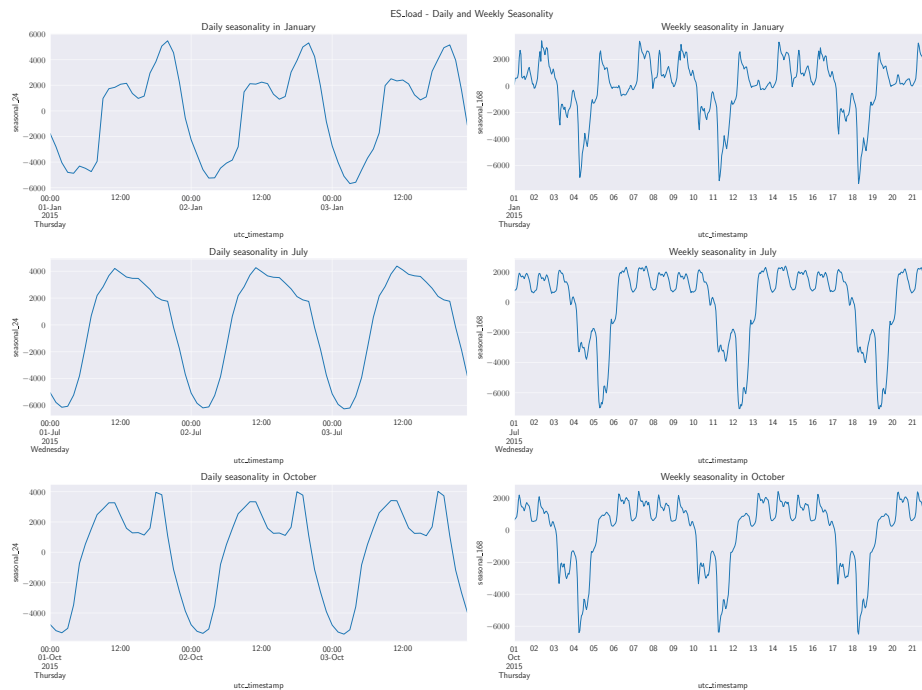 ES_load - Daily and Weekly Seasonality
Daily seasonality in January
seasonal_24
6000
4000
2000
0
−2000
−4000
−6000
00:00 12:00 00:00 12:00 00:00 12:00
01-Jan 02-Jan 03-Jan
2015
Thursday
utc_timestamp
Weekly seasonality in January
seasonal_168
2000
0
−2000
−4000
−6000
01 02 03 04 05 06 07 08 09 10 11 12 13 14 15 16 17 18 19 20 21
Jan
2015
Thursday
utc_timestamp
Daily seasonality in July
seasonal_24
4000
2000
0
−2000
−4000
−6000
00:00 12:00 00:00 12:00 00:00 12:00
01-Jul 02-Jul 03-Jul
2015
Wednesday
utc_timestamp
Weekly seasonality in July
seasonal_168
2000
0
−2000
−4000
−6000
01 02 03 04 05 06 07 08 09 10 11 12 13 14 15 16 17 18 19 20 21
Jul
2015
Wednesday
utc_timestamp
Daily seasonality in October
seasonal_24
4000
2000
0
−2000
−4000
00:00 12:00 00:00 12:00 00:00 12:00
01-Oct 02-Oct 03-Oct
2015
Thursday
utc_timestamp
Weekly seasonality in October
seasonal_168
2000
0
−2000
−4000
−6000
01 02 03 04 05 06 07 08 09 10 11 12 13 14 15 16 17 18 19 20 21
Oct
2015
Thursday
utc_timestamp